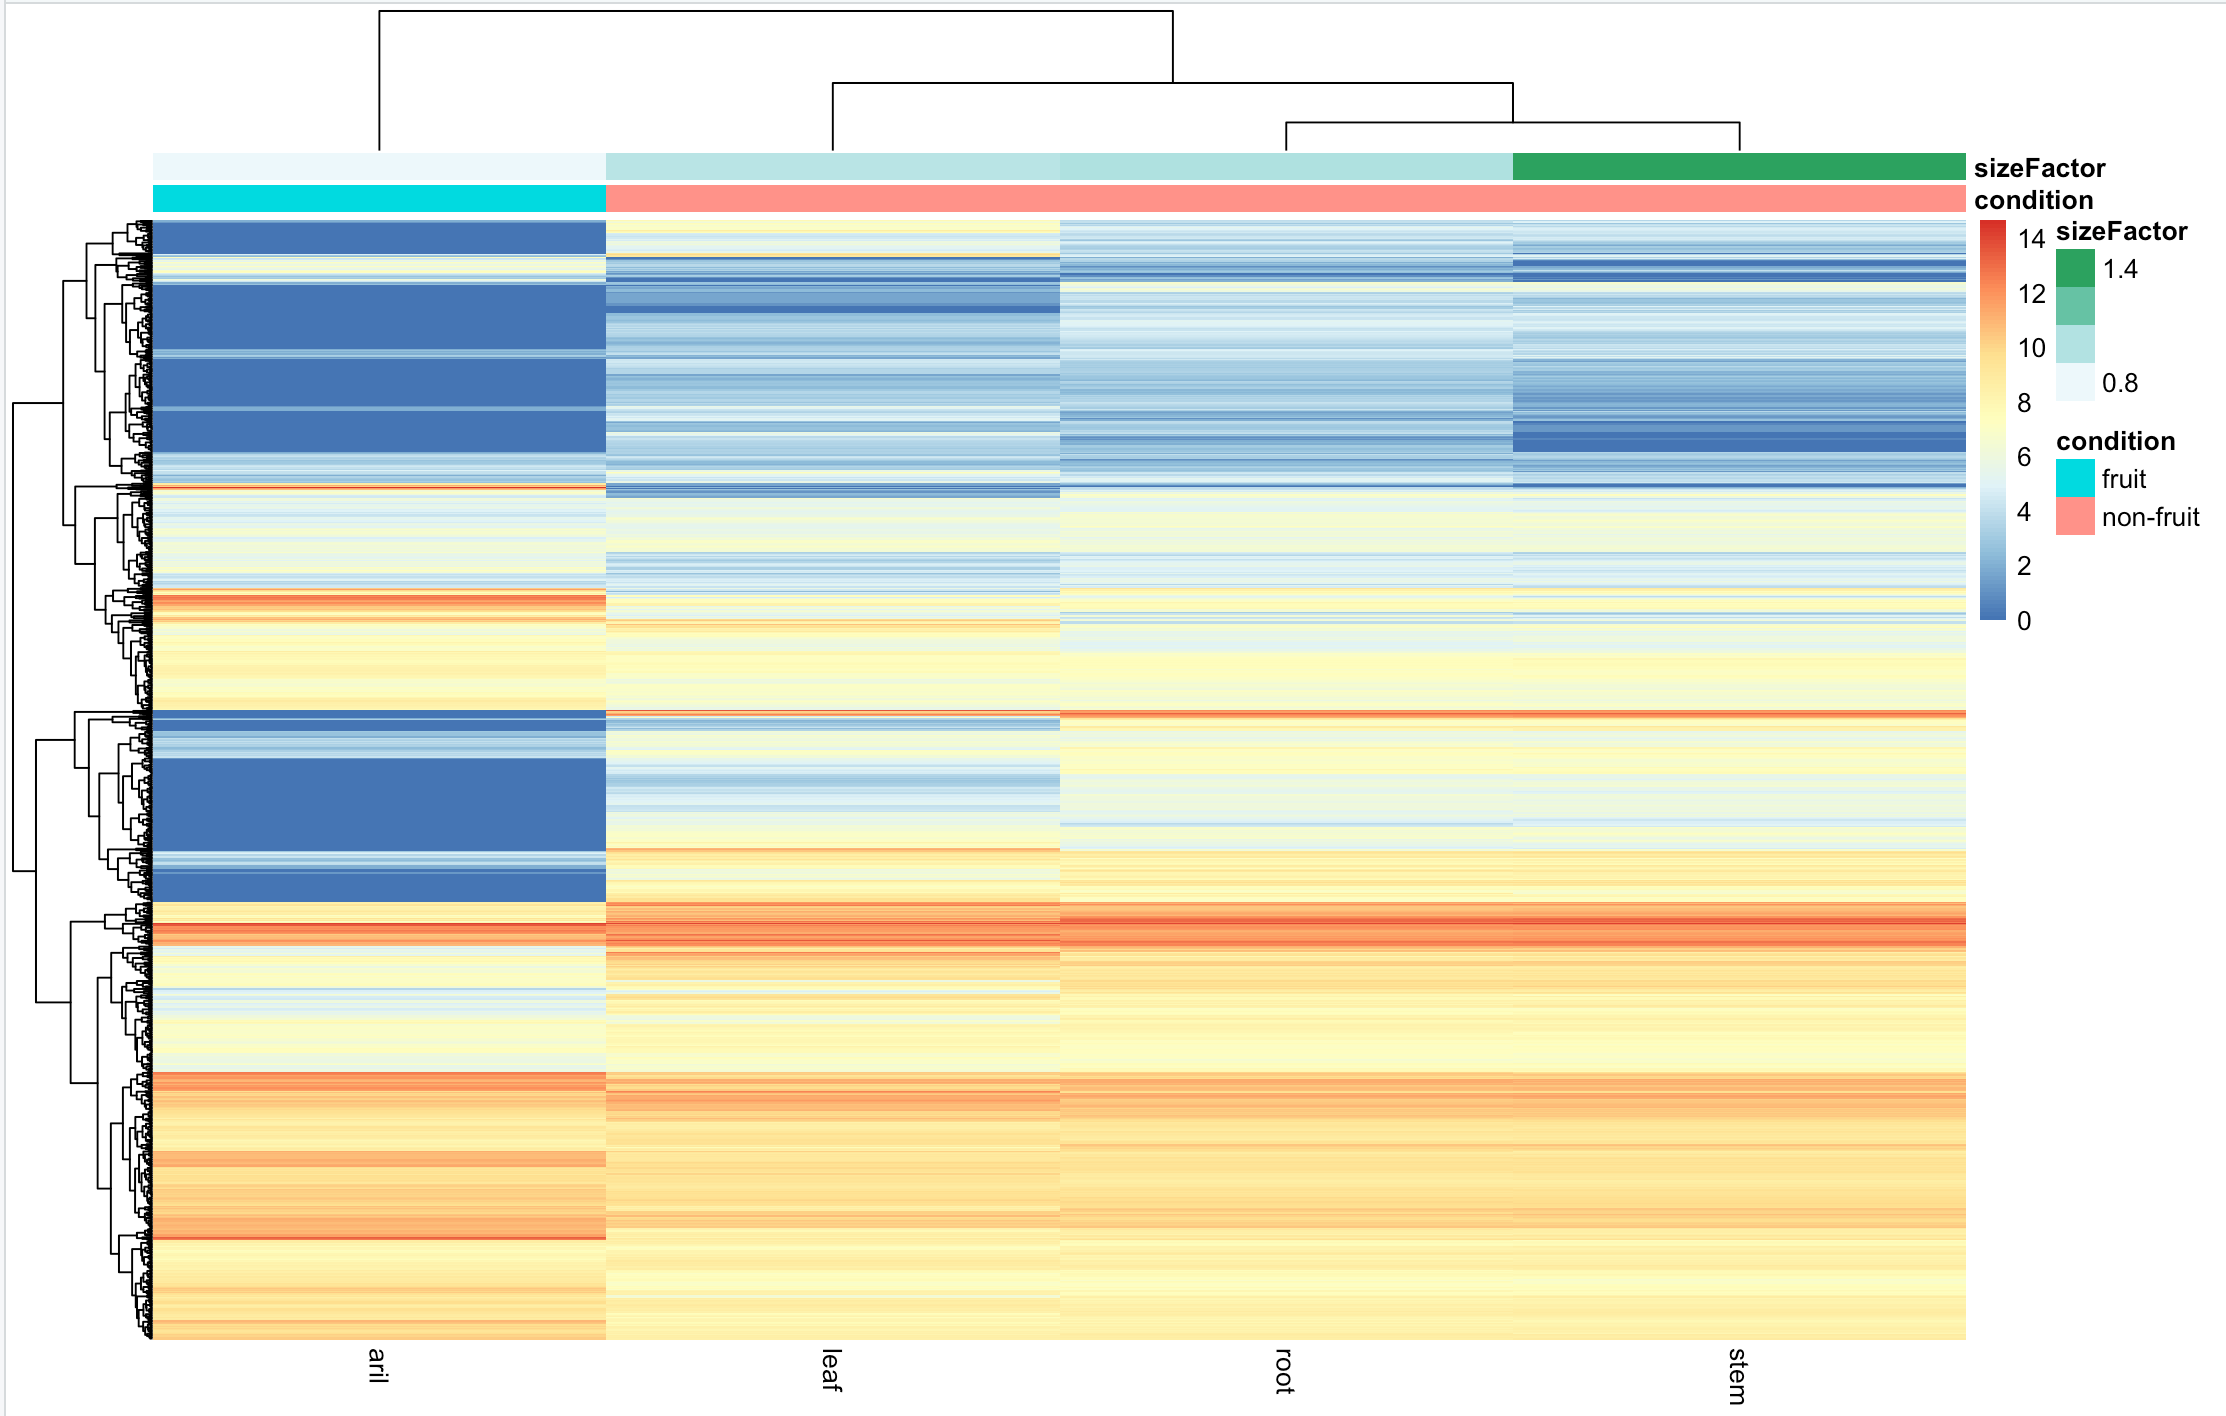 sizeFactor
condition
14
12
10
8
6
4
2
0
sizeFactor
1.4
0.8
condition
fruit
non-fruit
aril
leaf
root
stem